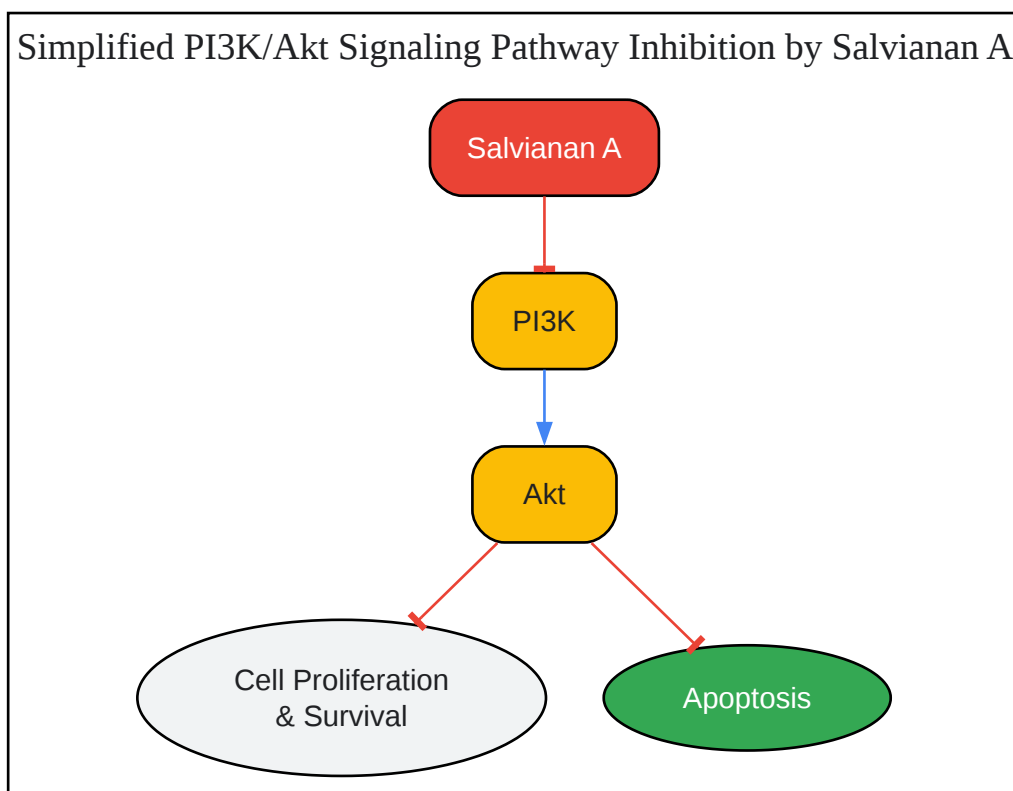 Simplified PI3K/Akt Signaling Pathway Inhibition by Salvianan A
Salvianan A
PI3K
Akt
Cell Proliferation
& Survival
Apoptosis